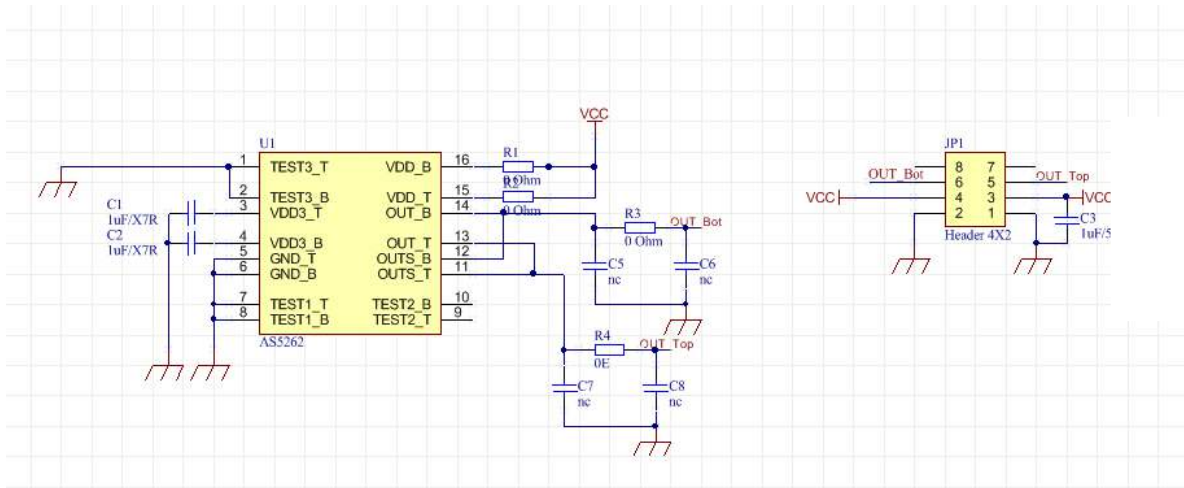 VCC
U1
1 TEST3_T VDD_B 16
2 TEST3_B VDD_T 15
3 VDD3_T OUT_B 14
4 VDD3_B OUT_T 13
5 GND_T OUTS_B 12
6 GND_B OUTS_T 11
7 TEST1_T TEST2_B 10
8 TEST1_B TEST2_T 9
AS5262
C1
1uF/X7R
C2
1uF/X7R
R1
0 Ohm
R2
0 Ohm
R3
0 Ohm
OUT_Bot
C5
nc
C6
nc
R4
0E
OUT_Top
C7
nc
C8
nc
JP1
8 7
OUT_Bot 6 5 OUT_Top
VCC 4 3 VCC
2 1
Header 4X2
C3
1uF/5